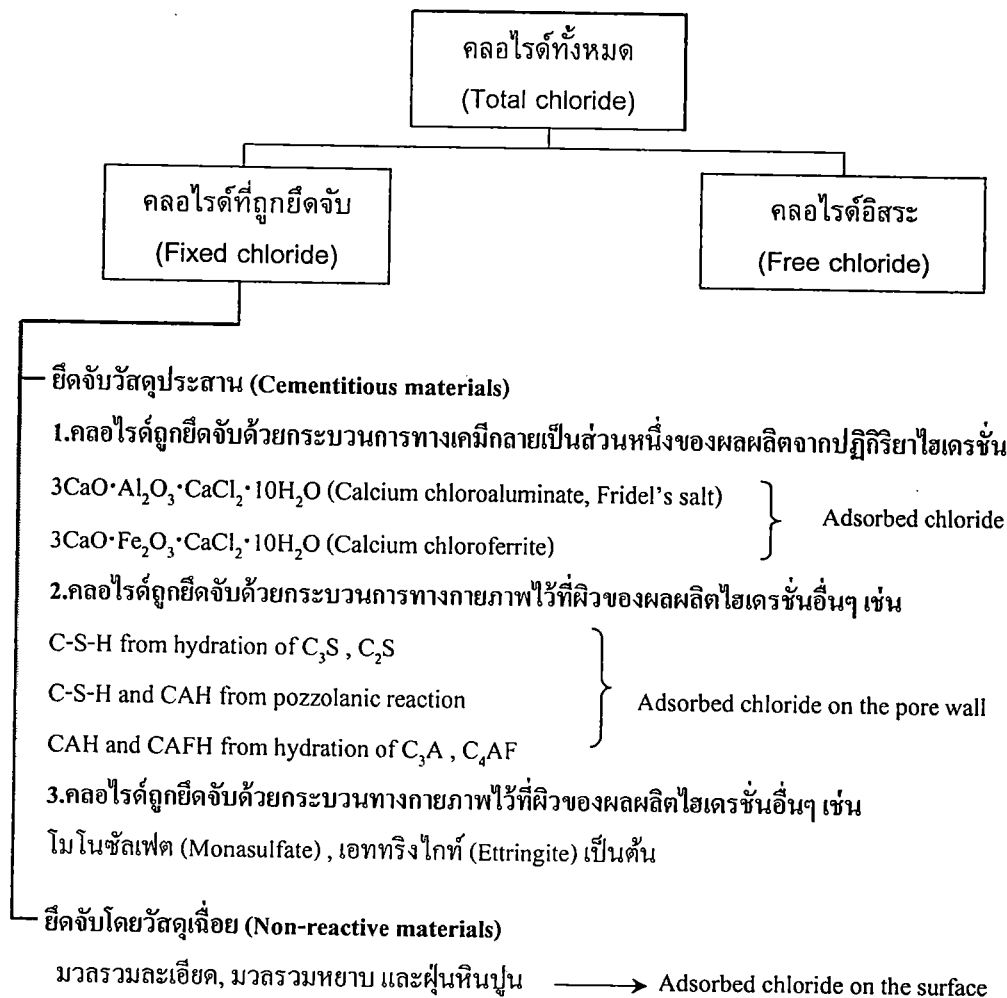 คลอไรด์ทั้งหมด
(Total chloride)
คลอไรด์ที่ถูกยึดจับ
(Fixed chloride)
คลอไรด์อิสระ
(Free chloride)
ยึดจับวัสดุประสาน (Cementitious materials)
1.คลอไรด์ถูกยึดจับด้วยกระบวนการทางเคมีกลายเป็นส่วนหนึ่งของผลผลิตจากปฏิกิริยาไฮเดรชั่น
3CaO·Al₂O₃·CaCl₂·10H₂O (Calcium chloroaluminate, Fridel's salt)
3CaO·Fe₂O₃·CaCl₂·10H₂O (Calcium chloroferrite)
Adsorbed chloride
2.คลอไรด์ถูกยึดจับด้วยกระบวนการทางกายภาพไว้ที่ผิวของผลผลิตไฮเดรชั่นอื่นๆ เช่น
C-S-H from hydration of C₃S , C₂S
C-S-H and CAH from pozzolanic reaction
CAH and CAFH from hydration of C₃A , C₄AF
Adsorbed chloride on the pore wall
3.คลอไรด์ถูกยึดจับด้วยกระบวนทางกายภาพไว้ที่ผิวของผลผลิตไฮเดรชั่นอื่นๆ เช่น
โมโนซัลเฟต (Monasulfate) , เอททริงไกท์ (Ettringite) เป็นต้น
ยึดจับโดยวัสดุเฉื่อย (Non-reactive materials)
มวลรวมละเอียด, มวลรวมหยาบ และฝุ่นหินปูน → Adsorbed chloride on the surface